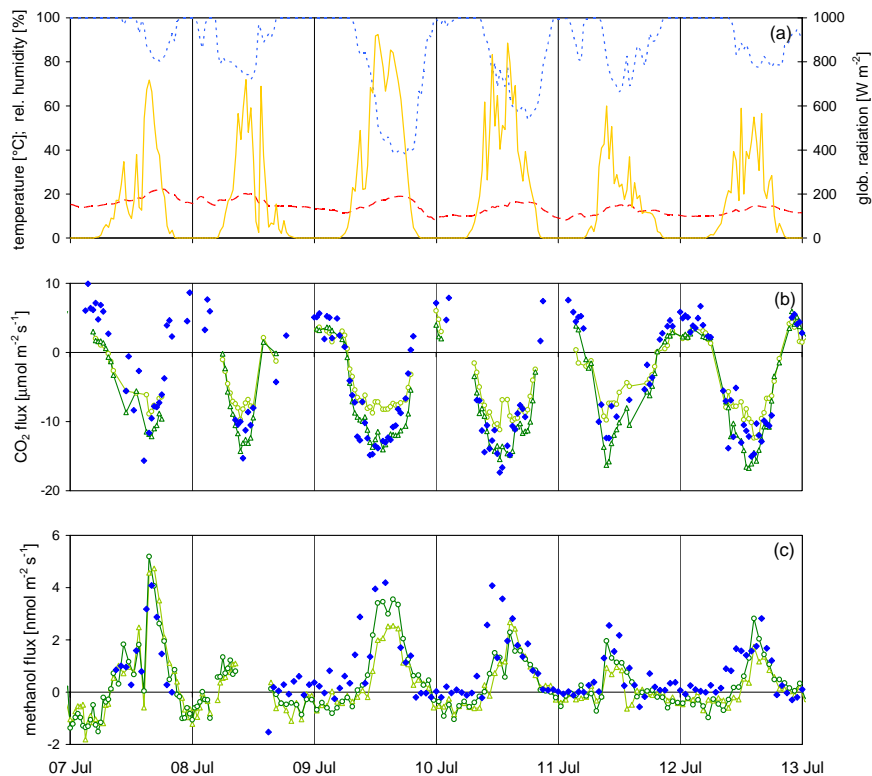 (a)
temperature [°C]; rel. humidity [%]
100
80
60
40
20
0
1000
800
600
400
200
0
glob. radiation [W m-2]
(b)
CO2 flux [µmol m-2 s-1]
10
0
-10
-20
(c)
methanol flux [nmol m-2 s-1]
6
4
2
0
-2
07 Jul 08 Jul 09 Jul 10 Jul 11 Jul 12 Jul 13 Jul